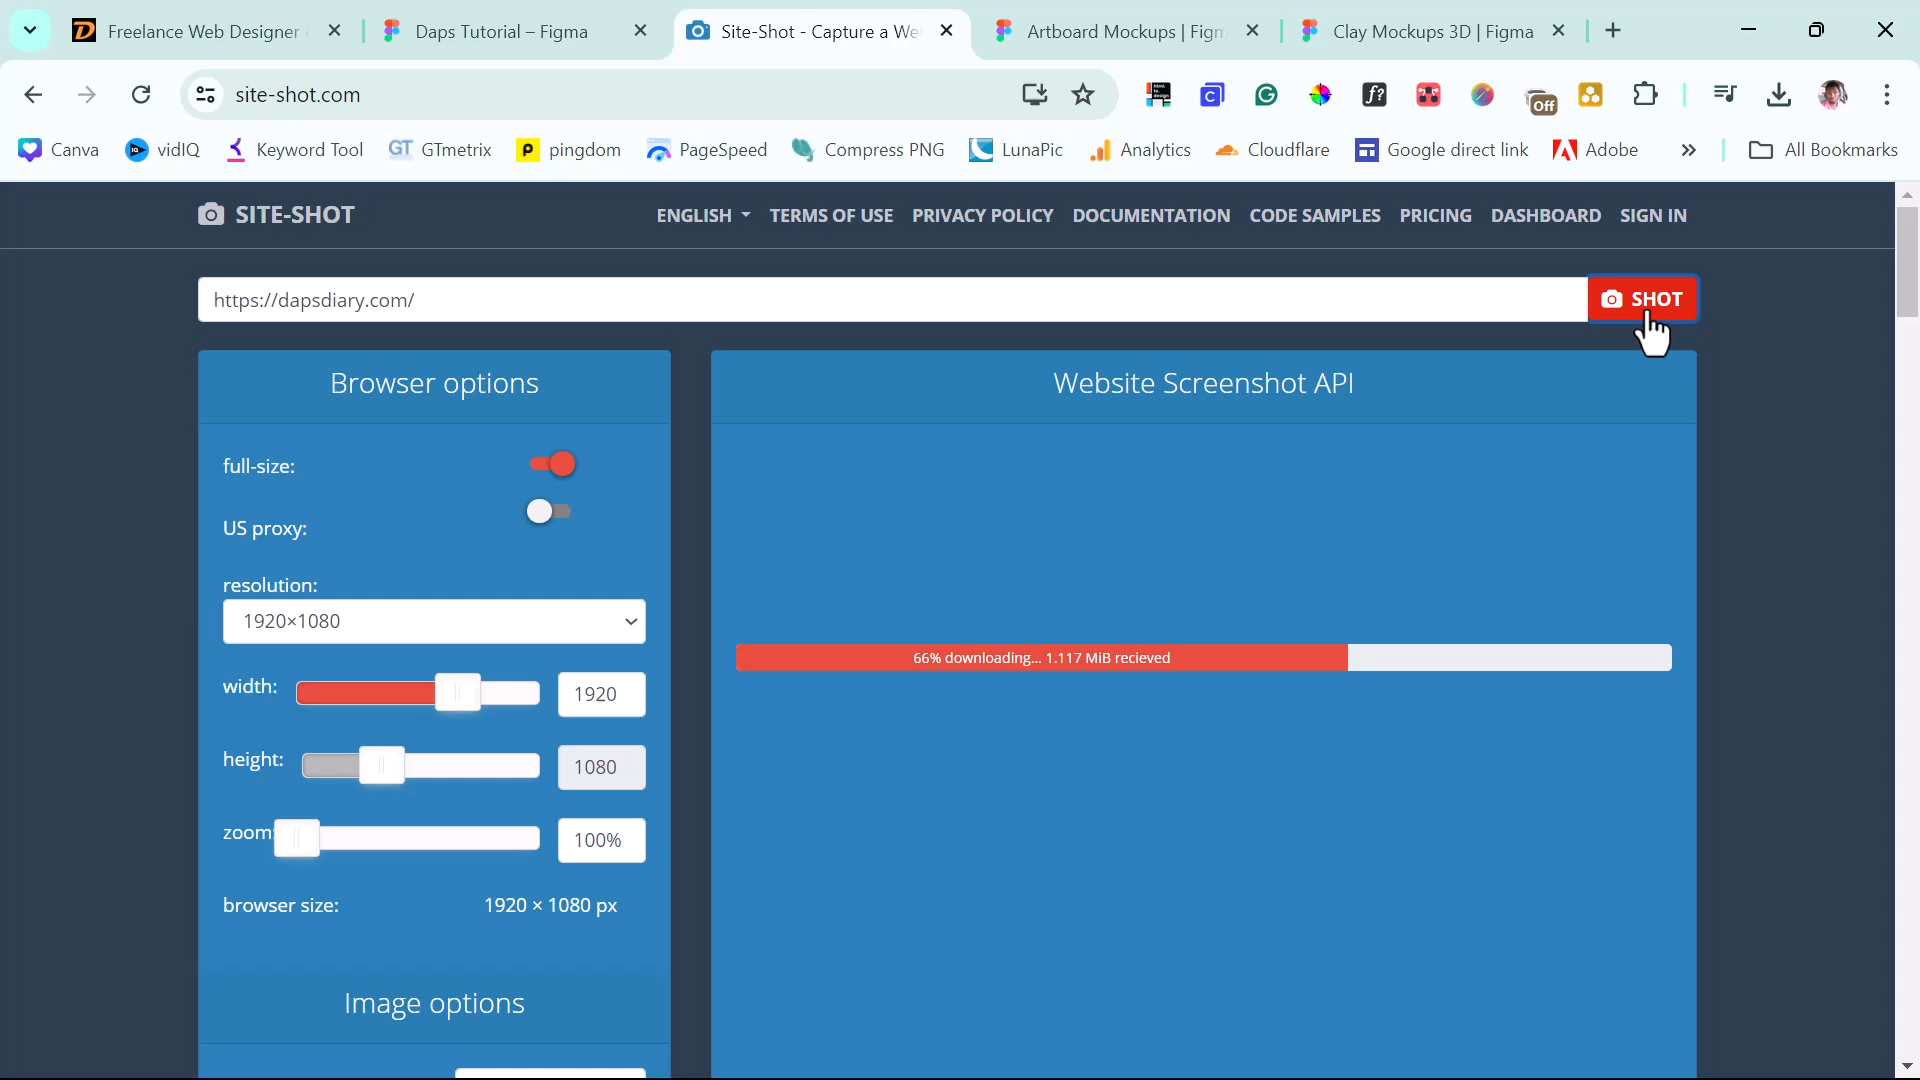 Freelance Web Designer
Daps Tutorial – Figma
Site-Shot - Capture a We
Artboard Mockups | Figm
Clay Mockups 3D | Figma
site-shot.com
Off
Canva
vidIQ
Keyword Tool
GT GTmetrix
pingdom
PageSpeed
Compress PNG
LunaPic
Analytics
Cloudflare
Google direct link
Adobe
All Bookmarks
SITE-SHOT
ENGLISH
TERMS OF USE
PRIVACY POLICY
DOCUMENTATION
CODE SAMPLES
PRICING
DASHBOARD
SIGN IN
https://dapsdiary.com/
SHOT
Browser options
Website Screenshot API
full-size:
US proxy:
resolution:
1920×1080
66% downloading... 1.117 MiB recieved
width:
1920
height:
1080
zoom:
100%
browser size:
1920 × 1080 px
Image options